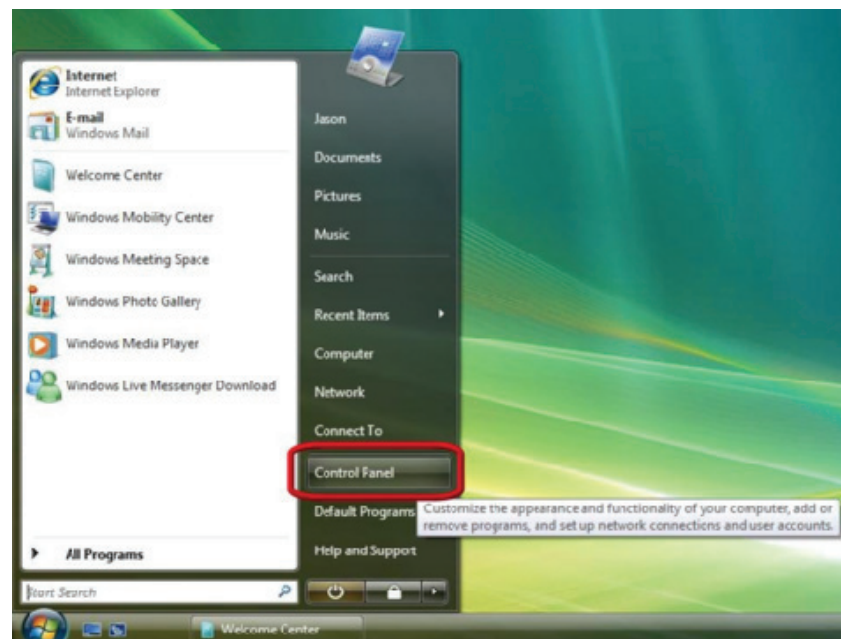 Internet
Internet Explorer
E-mail
Windows Mail
Welcome Center
Windows Mobility Center
Windows Meeting Space
Windows Photo Gallery
Windows Media Player
Windows Live Messenger Download
All Programs
Start Search
Jason
Documents
Pictures
Music
Search
Recent Items
Computer
Network
Connect To
Control Panel
Default Programs
Help and Support
Customize the appearance and functionality of your computer, add or
remove programs, and set up network connections and user accounts.
Welcome Center